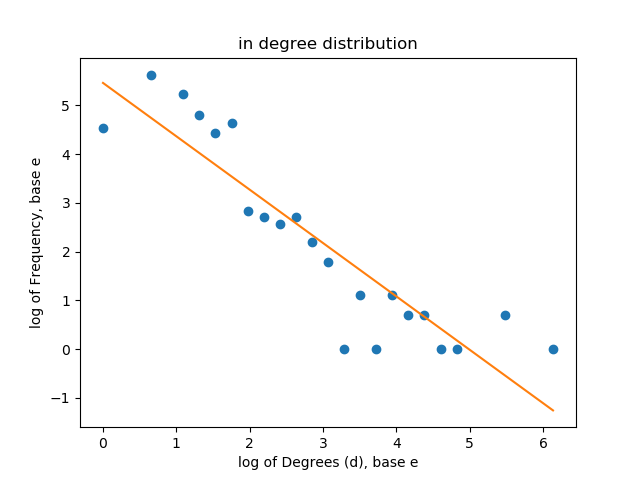 in degree distribution
log of Frequency, base e
5
4
3
2
1
0
−1
0 1 2 3 4 5 6
log of Degrees (d), base e